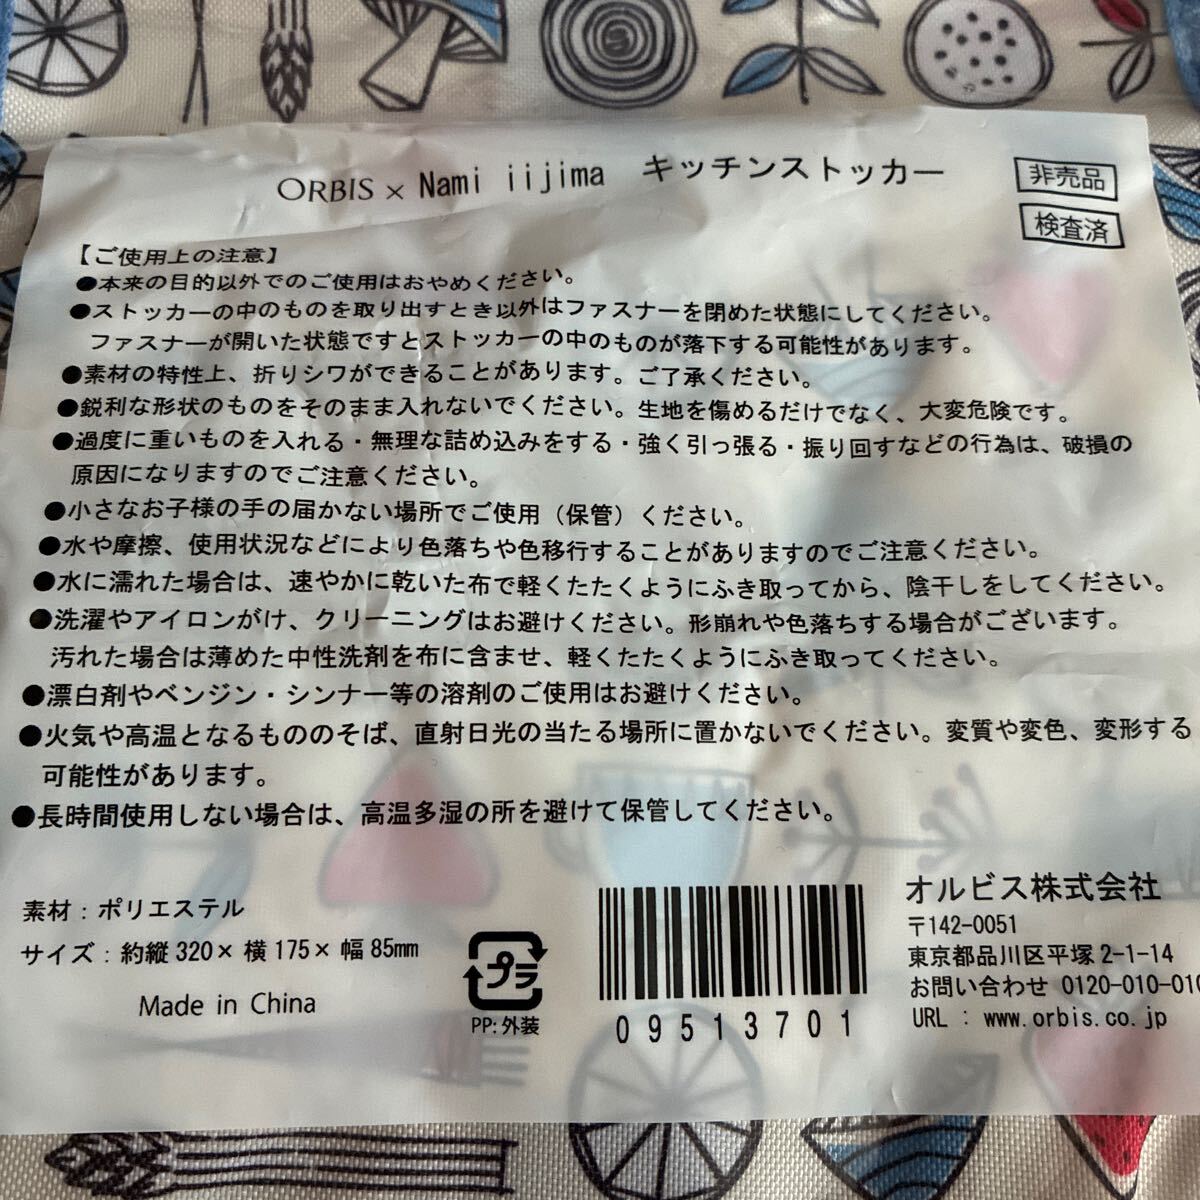 ORBIS × Nami iijima キッチンストッカー
非売品
検査済
【ご使用上の注意】
●本来の目的以外でのご使用はおやめください。
●ストッカーの中のものを取り出すとき以外はファスナーを閉めた状態にしてください。
ファスナーが開いた状態ですとストッカーの中のものが落下する可能性があります。
●素材の特性上、折りシワができることがあります。ご了承ください。
●鋭利な形状のものをそのまま入れないでください。生地を傷めるだけでなく、大変危険です。
●過度に重いものを入れる・無理な詰め込みをする・強く引っ張る・振り回すなどの行為は、破損の
原因になりますのでご注意ください。
●小さなお子様の手の届かない場所でご使用（保管）ください。
●水や摩擦、使用状況などにより色落ちや色移行することがありますのでご注意ください。
●水に濡れた場合は、速やかに乾いた布で軽くたたくようにふき取ってから、陰干しをしてください。
●洗濯やアイロンがけ、クリーニングはお避けください。形崩れや色落ちする場合がございます。
汚れた場合は薄めた中性洗剤を布に含ませ、軽くたたくようにふき取ってください。
●漂白剤やベンジン・シンナー等の溶剤のご使用はお避けください。
●火気や高温となるもののそば、直射日光の当たる場所に置かないでください。変質や変色、変形する
可能性があります。
●長時間使用しない場合は、高温多湿の所を避けて保管してください。
素材：ポリエステル
サイズ：約縦320×横175×幅85mm
Made in China
プラ
PP:外装
09513701
オルビス株式会社
〒142-0051
東京都品川区平塚2-1-14
お問い合わせ 0120-010-010
URL : www.orbis.co.jp